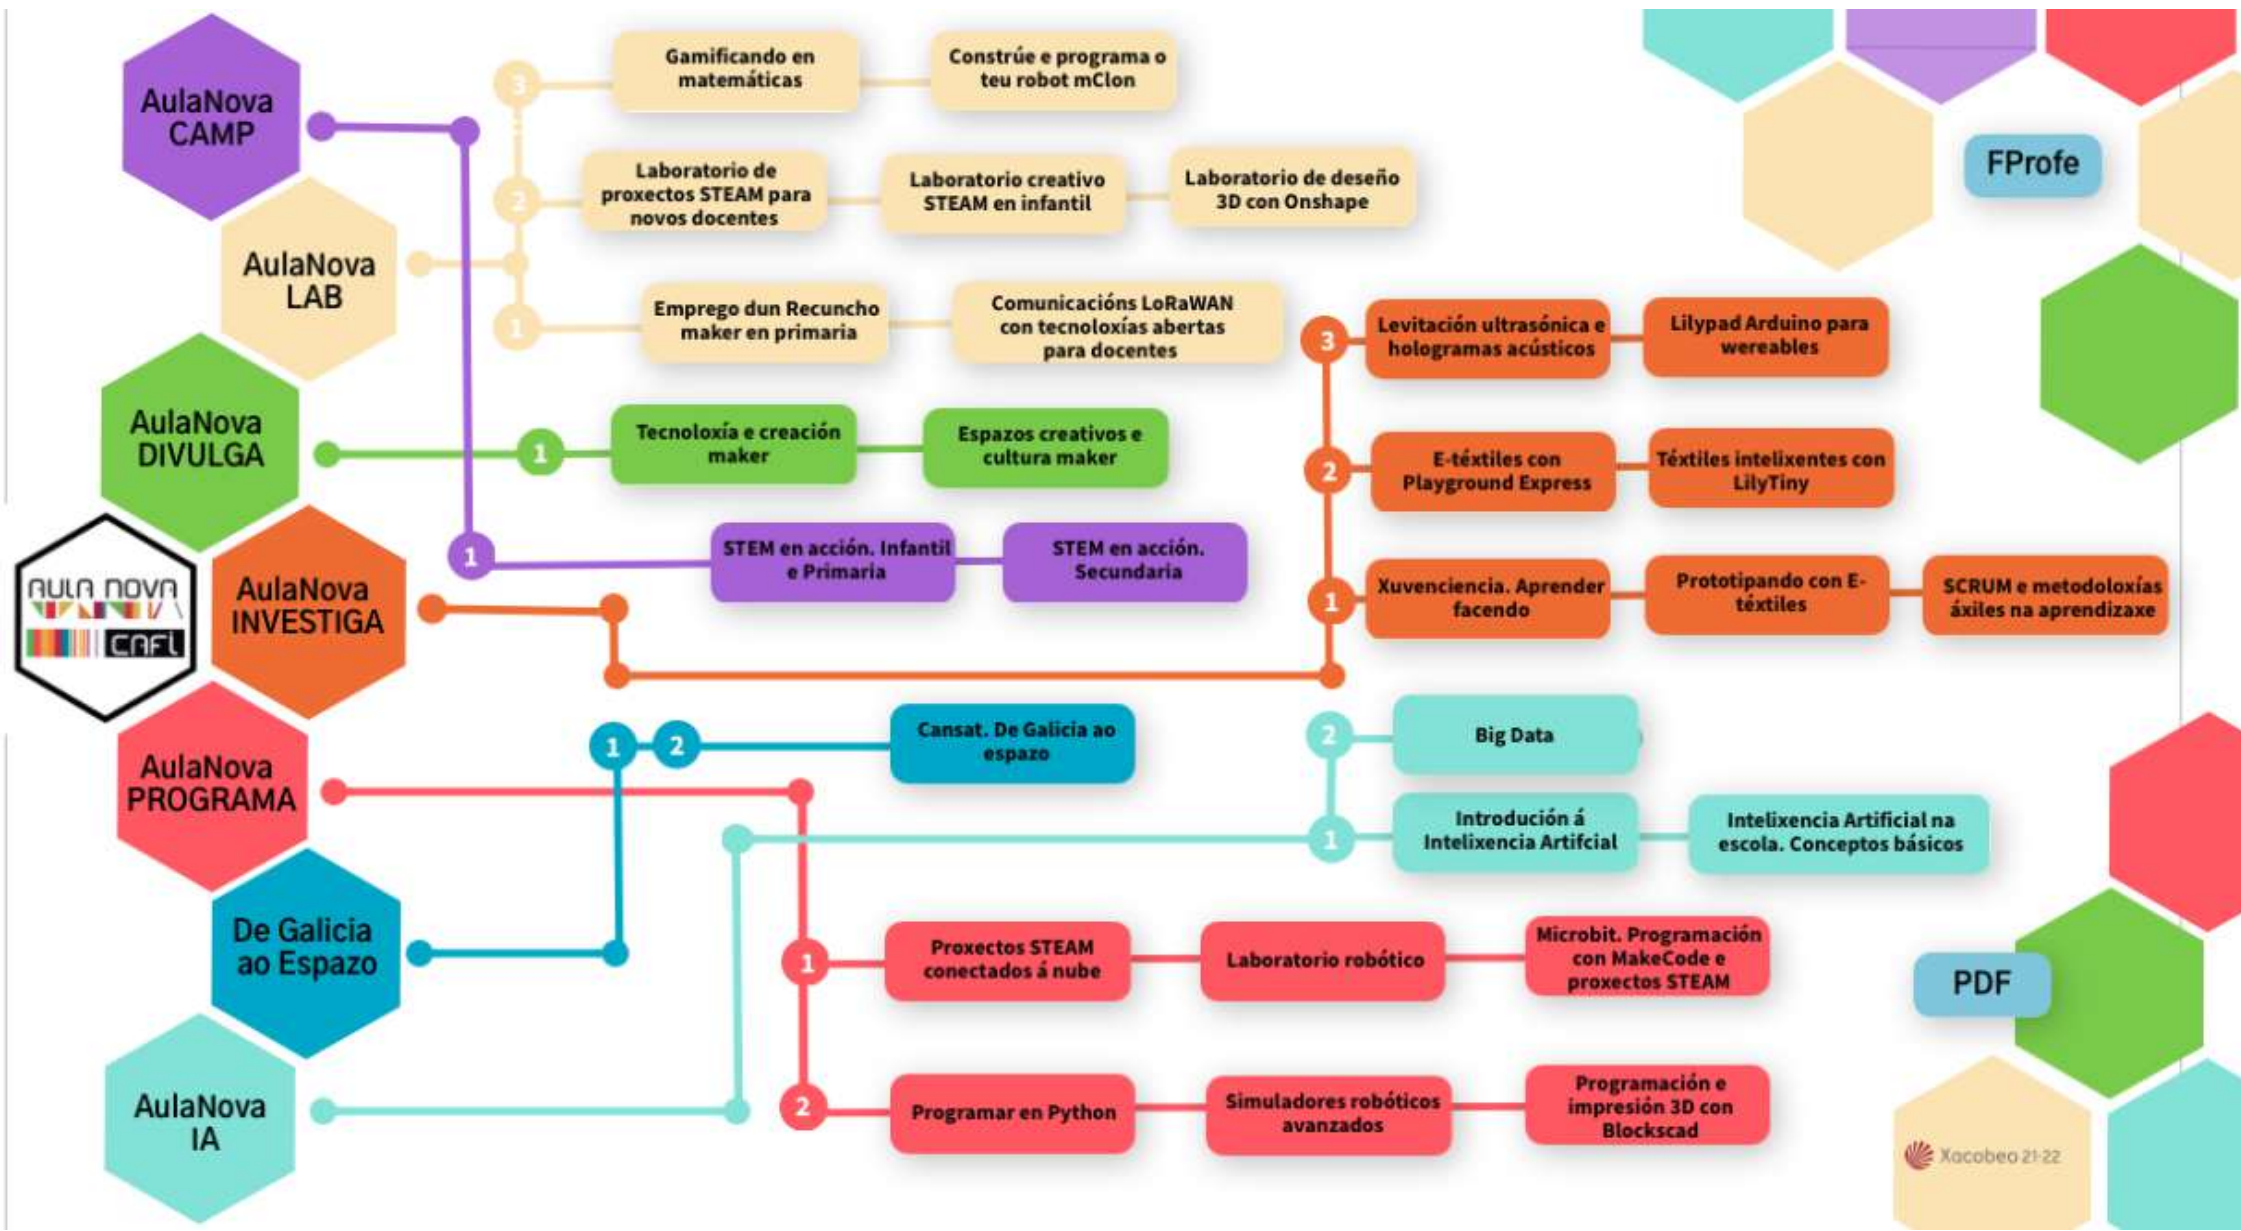 AulaNova
CAMP
3
Gamificando en
matemáticas
Constrúe e programa o
teu robot mClon
FProfe
2
Laboratorio de
proxectos STEAM para
novos docentes
Laboratorio creativo
STEAM en infantil
Laboratorio de deseño
3D con Onshape
AulaNova
LAB
1
Emprego dun Recuncho
maker en primaria
Comunicacións LoRaWAN
con tecnoloxías abertas
para docentes
3
Levitación ultrasónica e
hologramas acústicos
Lilypad Arduino para
wereables
AulaNova
DIVULGA
1
Tecnoloxía e creación
maker
Espazos creativos e
cultura maker
2
E-téxtiles con
Playground Express
Téxtiles intelixentes con
LilyTiny
1
STEM en acción. Infantil
e Primaria
STEM en acción.
Secundaria
AULA NOVA
CAFI
AulaNova
INVESTIGA
1
Xuvenciencia. Aprender
facendo
Prototipando con E-
téxtiles
SCRUM e metodoloxías
áxiles na aprendizaxe
1
2
Cansat. De Galicia ao
espazo
2
Big Data
AulaNova
PROGRAMA
1
Introdución á
Intelixencia Artifcial
Intelixencia Artificial na
escola. Conceptos básicos
De Galicia
ao Espazo
1
Proxectos STEAM
conectados á nube
Laboratorio robótico
Microbit. Programación
con MakeCode e
proxectos STEAM
PDF
AulaNova
IA
2
Programar en Python
Simuladores robóticos
avanzados
Programación e
impresión 3D con
Blockscad
Xacobeo 21·22